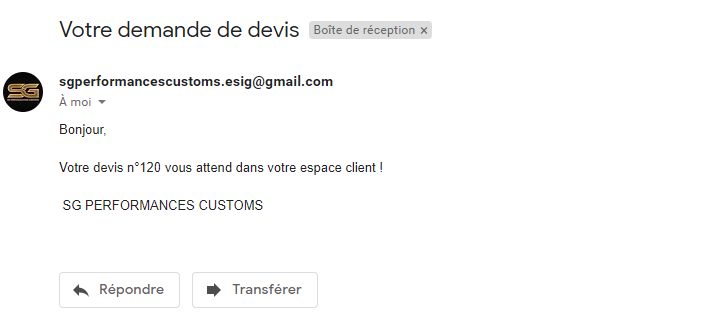 Votre demande de devis Boîte de réception ×
SG
sgperformancescustoms.esig@gmail.com
À moi
Bonjour,
Votre devis n°120 vous attend dans votre espace client !
SG PERFORMANCES CUSTOMS
Répondre Transférer